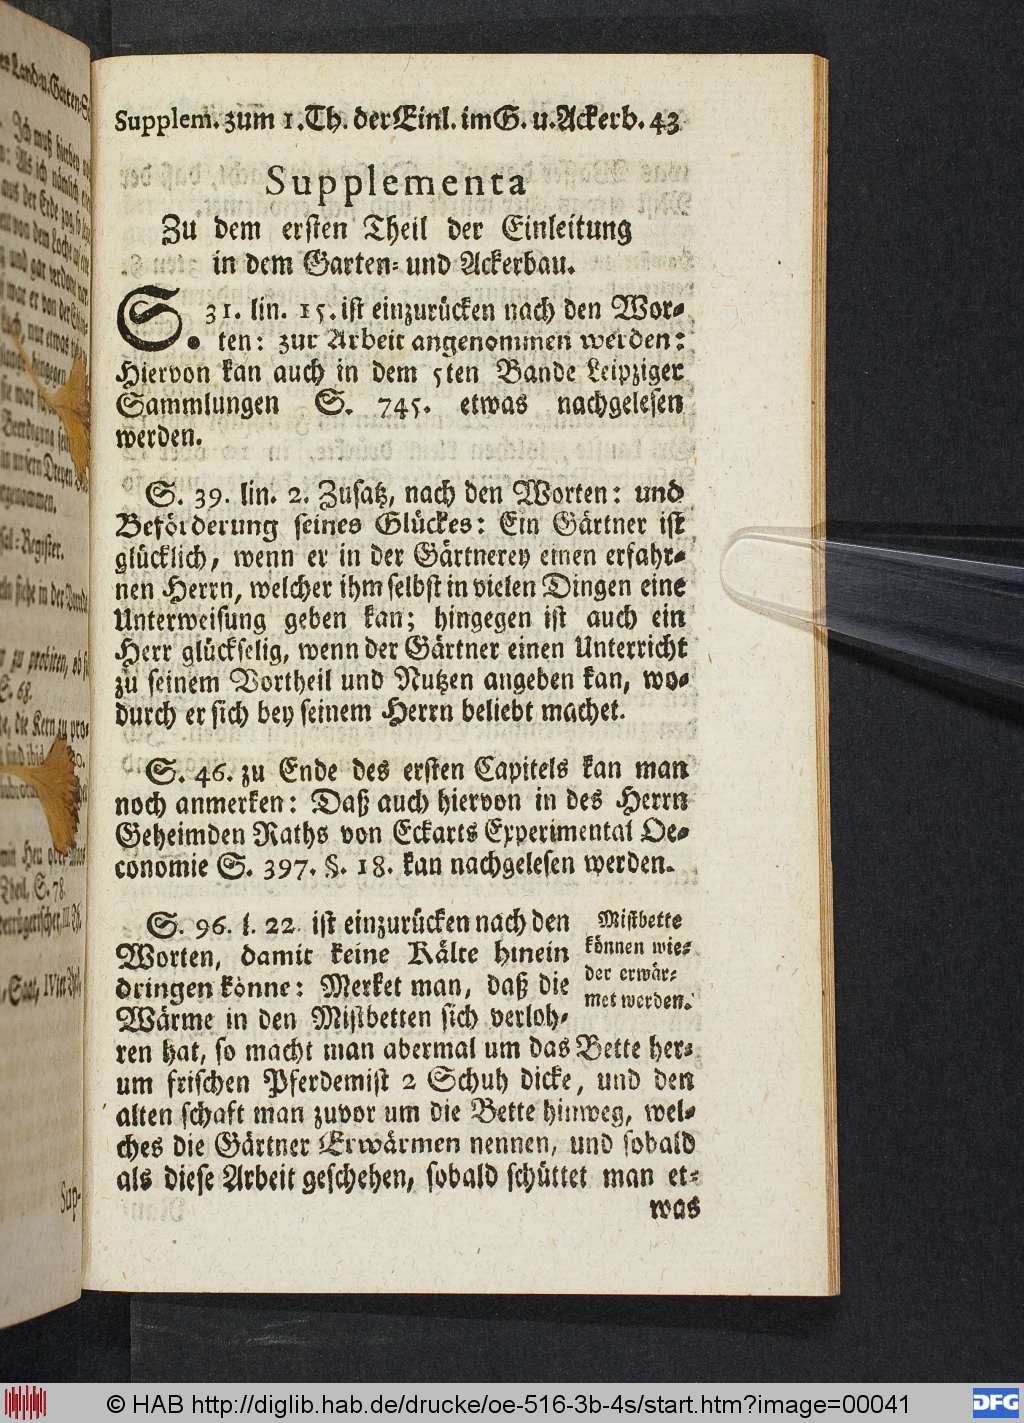 Supplem. zum 1. Th. der Einl. im G. u. Ackerb. 43
Supplementa
Zu dem ersten Theil der Einleitung
in dem Garten- und Ackerbau.
S. 31. lin. 15. ist einzurücken nach den Wor-
ten: zur Arbeit angenommen werden:
Hiervon kan auch in dem 5ten Bande Leipziger
Sammlungen S. 745. etwas nachgelesen
werden.
S. 39. lin. 2. Zusatz, nach den Worten: und
Beförderung seines Glückes: Ein Gärtner ist
glücklich, wenn er in der Gärtnerey einen erfahr-
nen Herrn, welcher ihm selbst in vielen Dingen eine
Unterweisung geben kan; hingegen ist auch ein
Herr glückselig, wenn der Gärtner einen Unterricht
zu seinem Vortheil und Nutzen angeben kan, wo-
durch er sich bey seinem Herrn beliebt machet.
S. 46. zu Ende des ersten Capitels kan man
noch anmerken: Daß auch hiervon in des Herrn
Geheimden Raths von Eckarts Experimental Oe-
conomie S. 397. §. 18. kan nachgelesen werden.
S. 96. l. 22 ist einzurücken nach den
Worten, damit keine Kälte hinein
dringen könne: Merket man, daß die
Wärme in den Mistbetten sich verloh-
Mistbette
können wie-
der erwär-
met werden.
ren hat, so macht man abermal um das Bette her-
um frischen Pferdemist 2 Schuh dicke, und den
alten schaft man zuvor um die Bette hinweg, wel-
ches die Gärtner Erwärmen nennen, und sobald
als diese Arbeit geschehen, sobald schüttet man et-
was
© HAB http://diglib.hab.de/drucke/oe-516-3b-4s/start.htm?image=00041
DFG